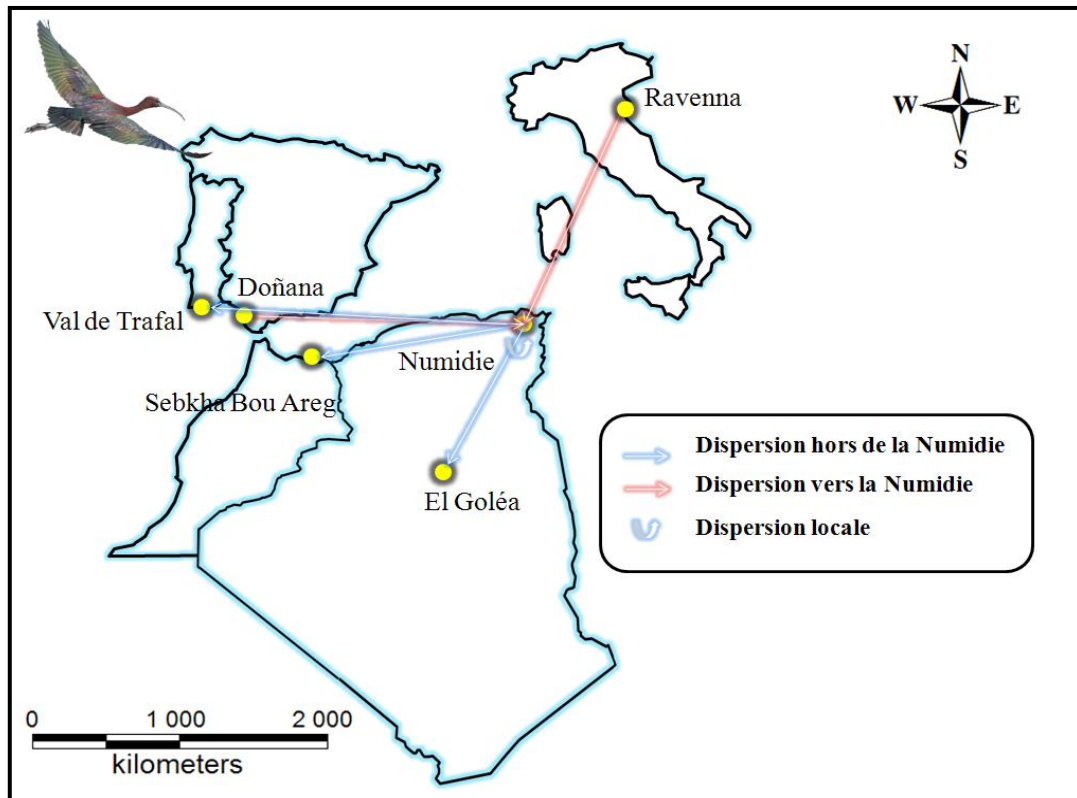 N
Ravenna
W E
S
Doñana
Val de Trafal
Numidie
Sebkha Bou Areg
Dispersion hors de la Numidie
El Goléa
Dispersion vers la Numidie
Dispersion locale
0 1 000 2 000
kilometers